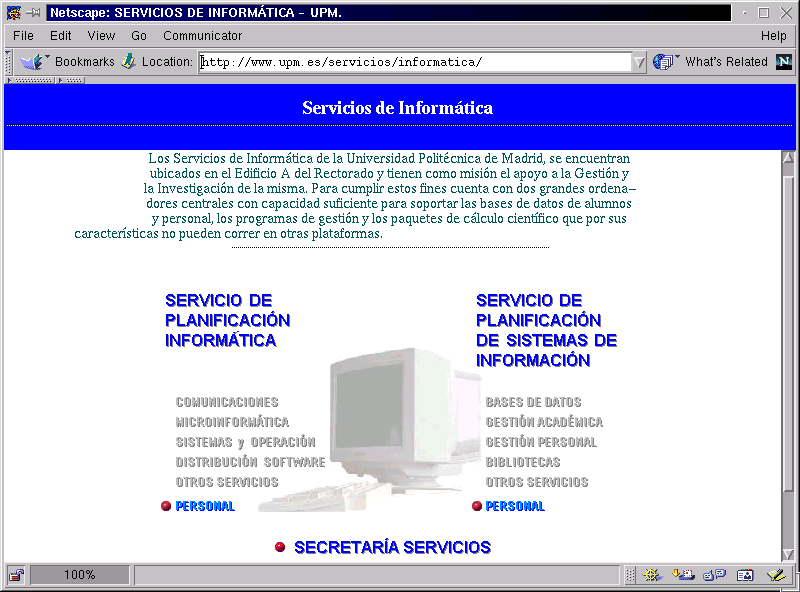 Netscape: SERVICIOS DE INFORMÁTICA - UPM.
File Edit View Go Communicator Help
Bookmarks Location: http://www.upm.es/servicios/informatica/ What's Related N
Servicios de Informática
Los Servicios de Informática de la Universidad Politécnica de Madrid, se encuentran
ubicados en el Edificio A del Rectorado y tienen como misión el apoyo a la Gestión y
la Investigación de la misma. Para cumplir estos fines cuenta con dos grandes ordena-
dores centrales con capacidad suficiente para soportar las bases de datos de alumnos
y personal, los programas de gestión y los paquetes de cálculo científico que por sus
características no pueden correr en otras plataformas.
SERVICIO DE
PLANIFICACIÓN
INFORMÁTICA
COMUNICACIONES
MICROINFORMÁTICA
SISTEMAS y OPERACIÓN
DISTRIBUCIÓN SOFTWARE
OTROS SERVICIOS
PERSONAL
SERVICIO DE
PLANIFICACIÓN
DE SISTEMAS DE
INFORMACIÓN
BASES DE DATOS
GESTIÓN ACADÉMICA
GESTIÓN PERSONAL
BIBLIOTECAS
OTROS SERVICIOS
PERSONAL
SECRETARÍA SERVICIOS
100%